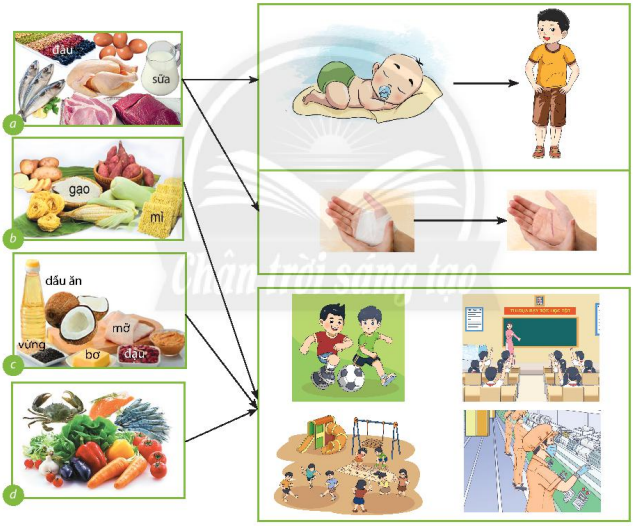 đậu
sữa
a
gạo
mì
b
dầu ăn
mỡ
vừng
bơ
đậu
c
d
Chân trời sáng tạo